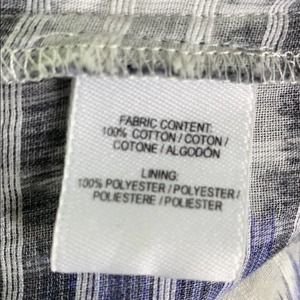 FABRIC CONTENT:
100% COTTON / COTON /
COTONE / ALGODÓN
LINING:
100% POLYESTER / POLYESTER /
POLIESTERE / POLIESTER